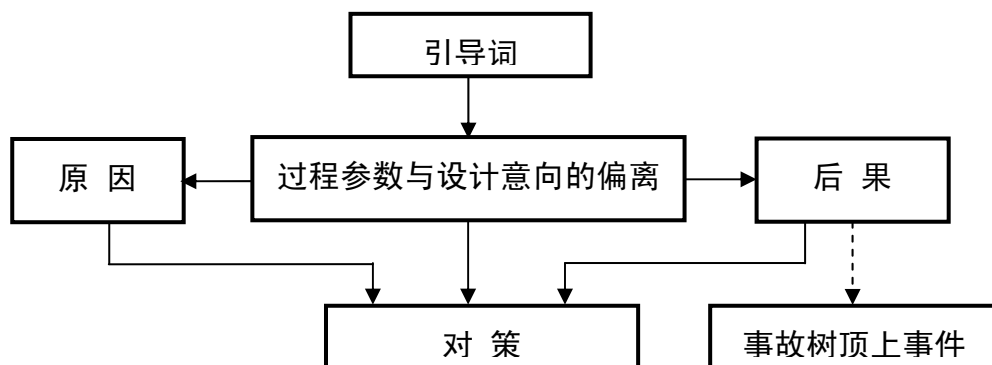 引导词
原 因
过程参数与设计意向的偏离
后 果
对 策
事故树顶上事件